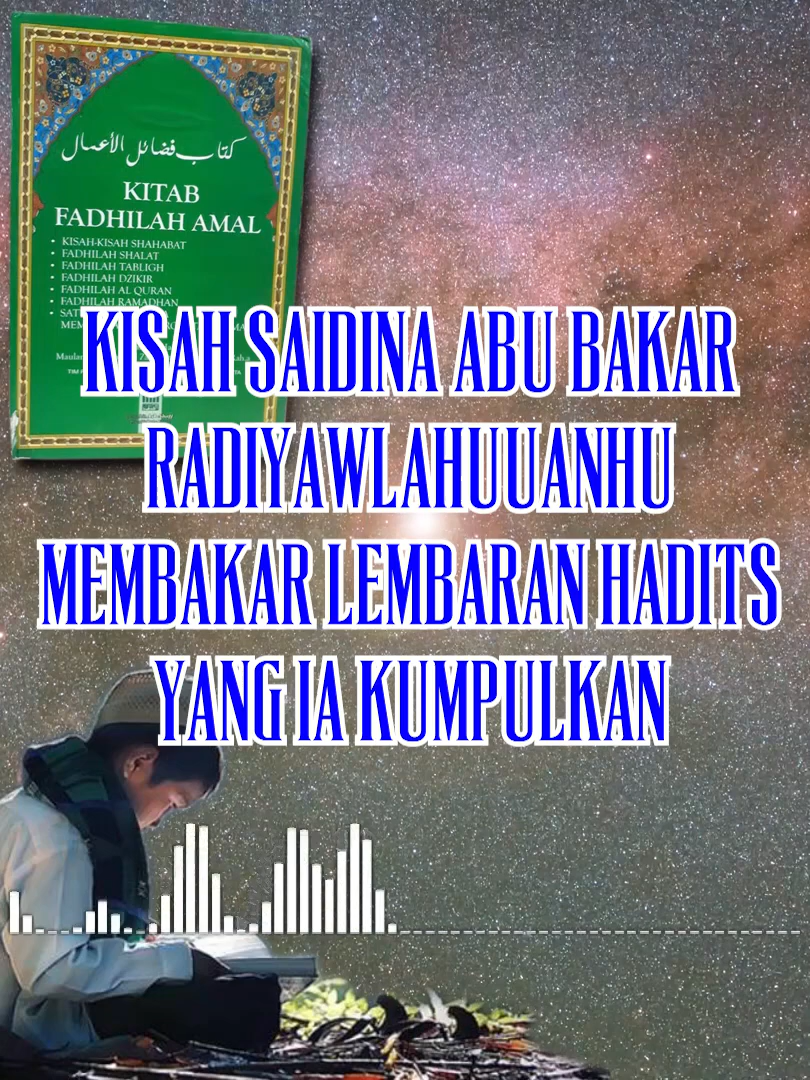 كتاب فضائل الأعمال
KITAB
FADHILAH AMAL
• KISAH-KISAH SHAHABAT
• FADHILAH SHALAT
• FADHILAH TABLIGH
• FADHILAH DZIKIR
• FADHILAH AL QURAN
• FADHILAH RAMADHAN
KISAH SAIDINA ABU BAKAR
RADIYAWLAHUUANHU
MEMBAKAR LEMBARAN HADITS
YANG IA KUMPULKAN